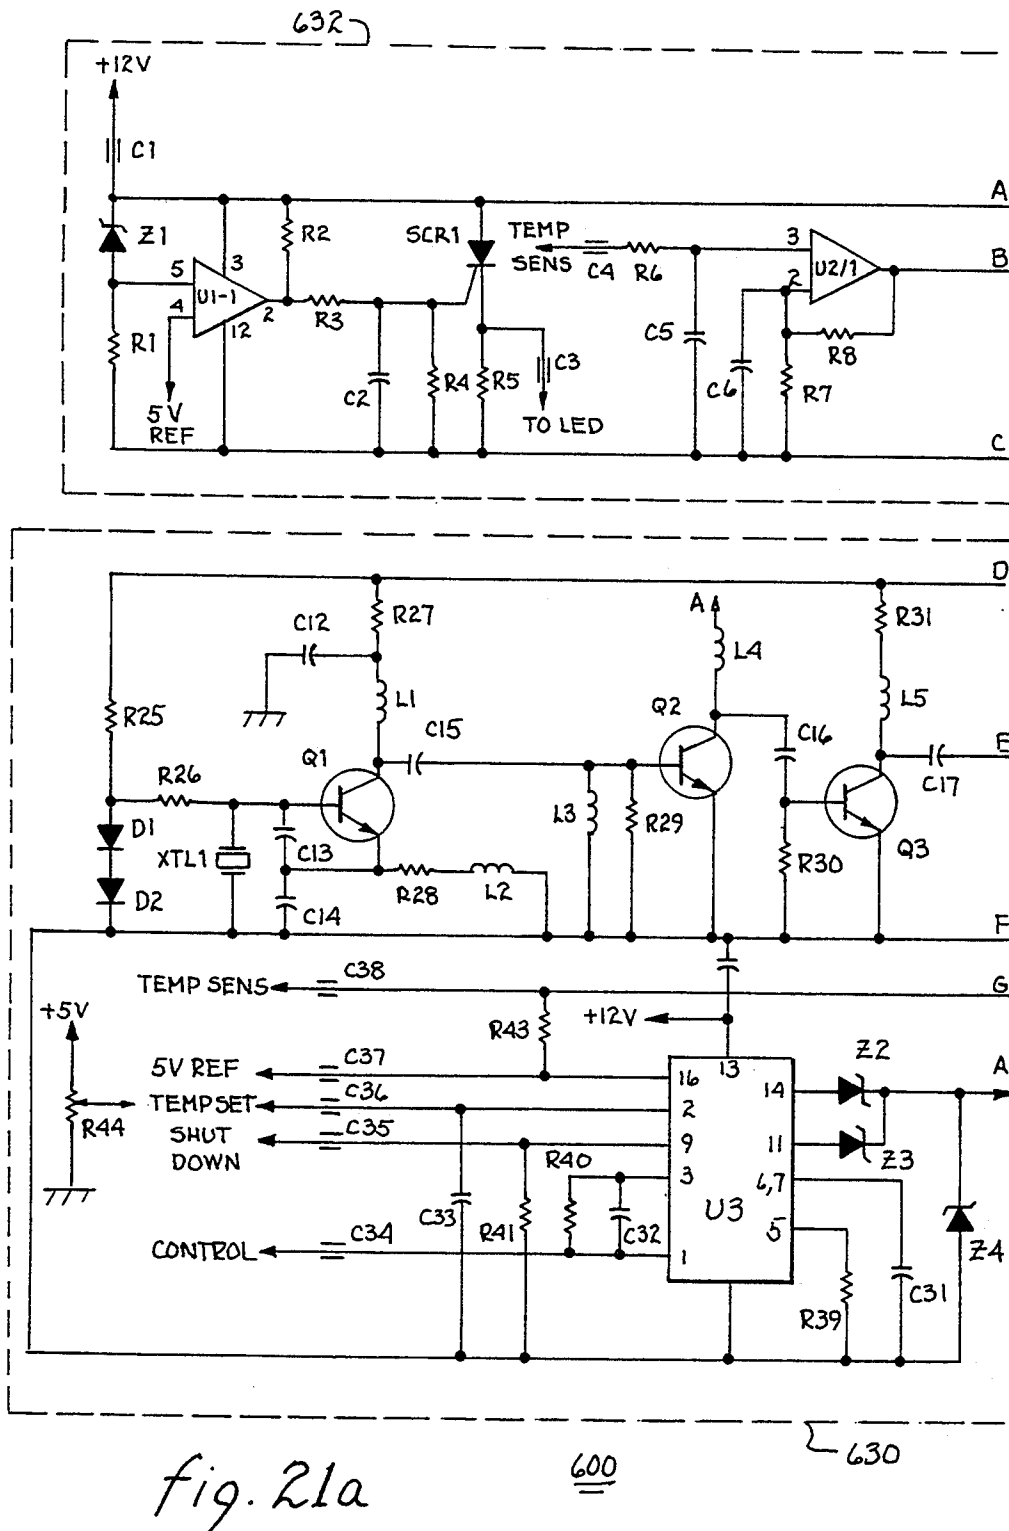 632
+12V
C1
A
Z1
R2
SCR1
TEMP
SENS
C4
R6
3
U2/1
B
5
3
U1-1
4
2
12
R3
2
R1
C5
R8
C6
R7
C2
R4
R5
C3
5V
REF
TO LED
C
D
R27
C12
A
L4
R31
L1
L5
R25
C15
Q2
C16
E
Q1
C17
R26
D1
L3
R29
XTL1
C13
R30
Q3
D2
R28
L2
C14
F
TEMP SENS
C38
G
+5V
R43
+12V
5V REF
C37
16
13
14
Z2
A
C36
TEMP SET
2
R44
SHUT
DOWN
C35
9
11
Z3
R40
3
6,7
U3
C33
R41
C32
5
Z4
CONTROL
C34
1
R39
C31
630
fig. 21a
600